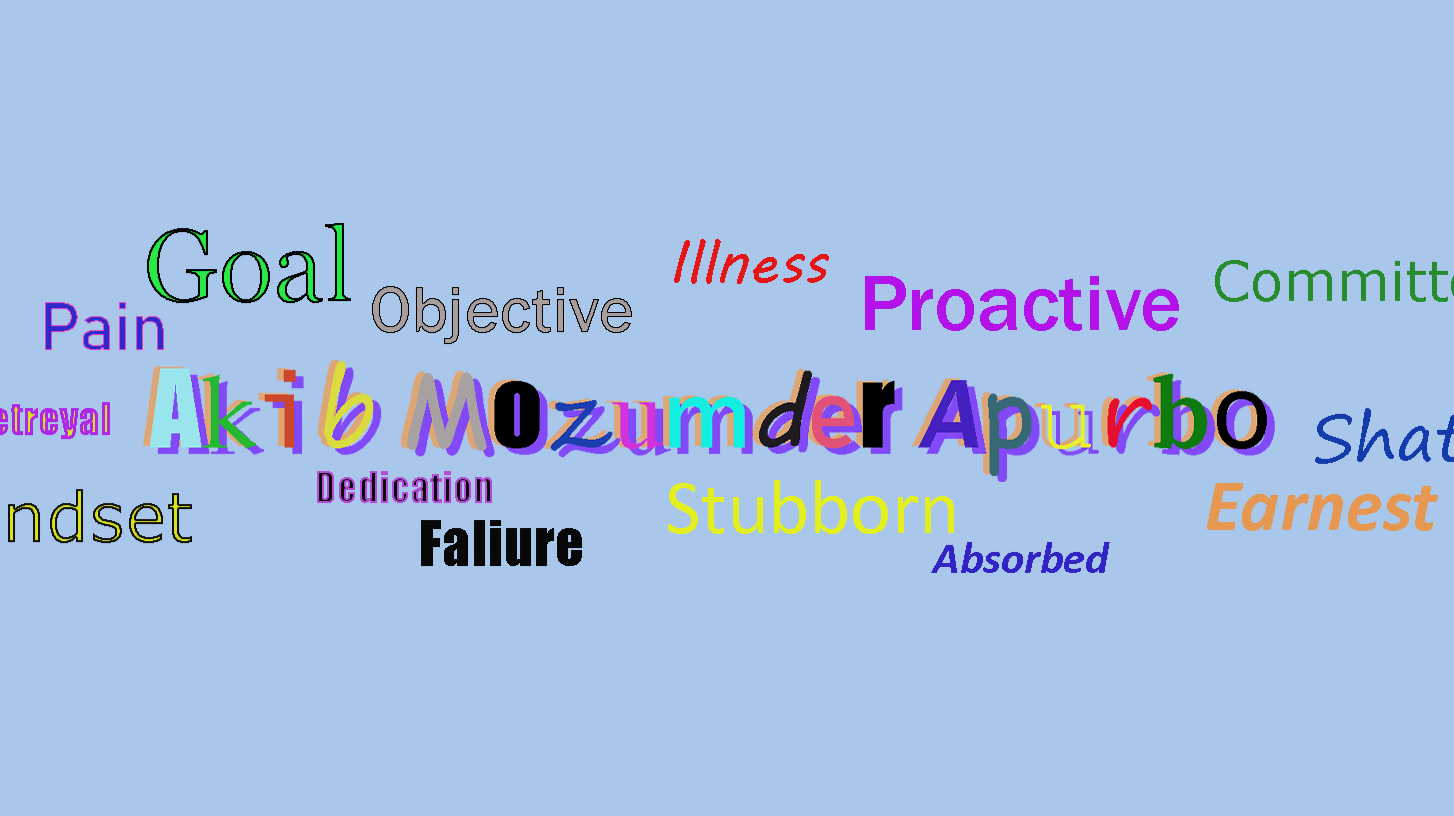 Goal
Illness
Committe
Proactive
Objective
Pain
Akib Mozumder Apurbo
etreyal
Shat
Dedication
Stubborn
Earnest
ndset
Faliure
Absorbed